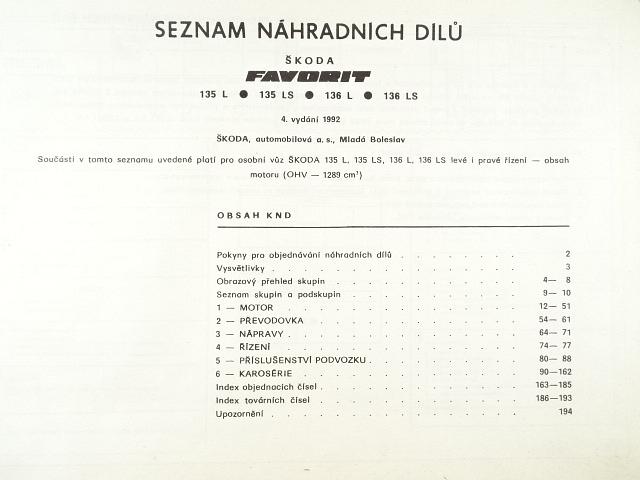 SEZNAM NÁHRADNÍCH DÍLŮ
ŠKODA
FAVORIT
135 L ● 135 LS ● 136 L ● 136 LS
4. vydání 1992
ŠKODA, automobilová a. s., Mladá Boleslav
Součásti v tomto seznamu uvedené platí pro osobní vůz ŠKODA 135 L, 135 LS, 136 L, 136 LS levé i pravé řízení — obsah
motoru (OHV — 1289 cm³)
OBSAH KND
Pokyny pro objednávání náhradních dílů . . . . . . . 2
Vysvětlivky . . . . . . . . . . . . 3
Obrazový přehled skupin . . . . . . . . . 4— 8
Seznam skupin a podskupin . . . . . . . . 9— 10
1 — MOTOR . . . . . . . . . . . 12— 51
2 — PŘEVODOVKA . . . . . . . . . . 54— 61
3 — NÁPRAVY . . . . . . . . . . . 64— 71
4 — ŘÍZENÍ . . . . . . . . . . . 74— 77
5 — PŘÍSLUŠENSTVÍ PODVOZKU . . . . . . . . 80— 88
6 — KAROSÉRIE . . . . . . . . . . . 90—162
Index objednacích čísel . . . . . . . . . . 163—185
Index továrních čísel . . . . . . . . . . 186—193
Upozornění . . . . . . . . . . . . 194